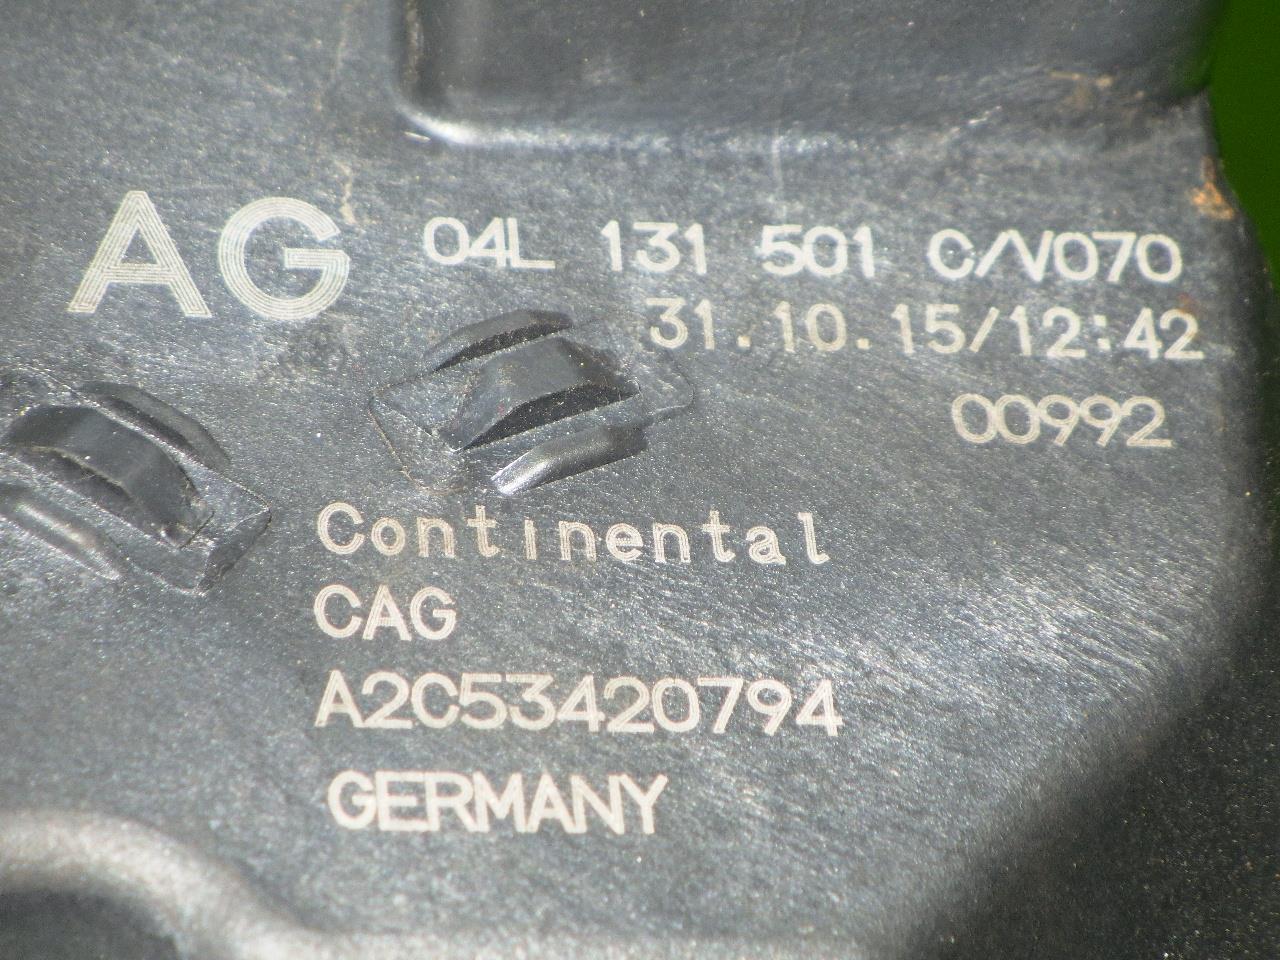 AG 04L 131 501 C/V070
31.10.15/12:42
00992
Continental
CAG
A2C53420794
GERMANY